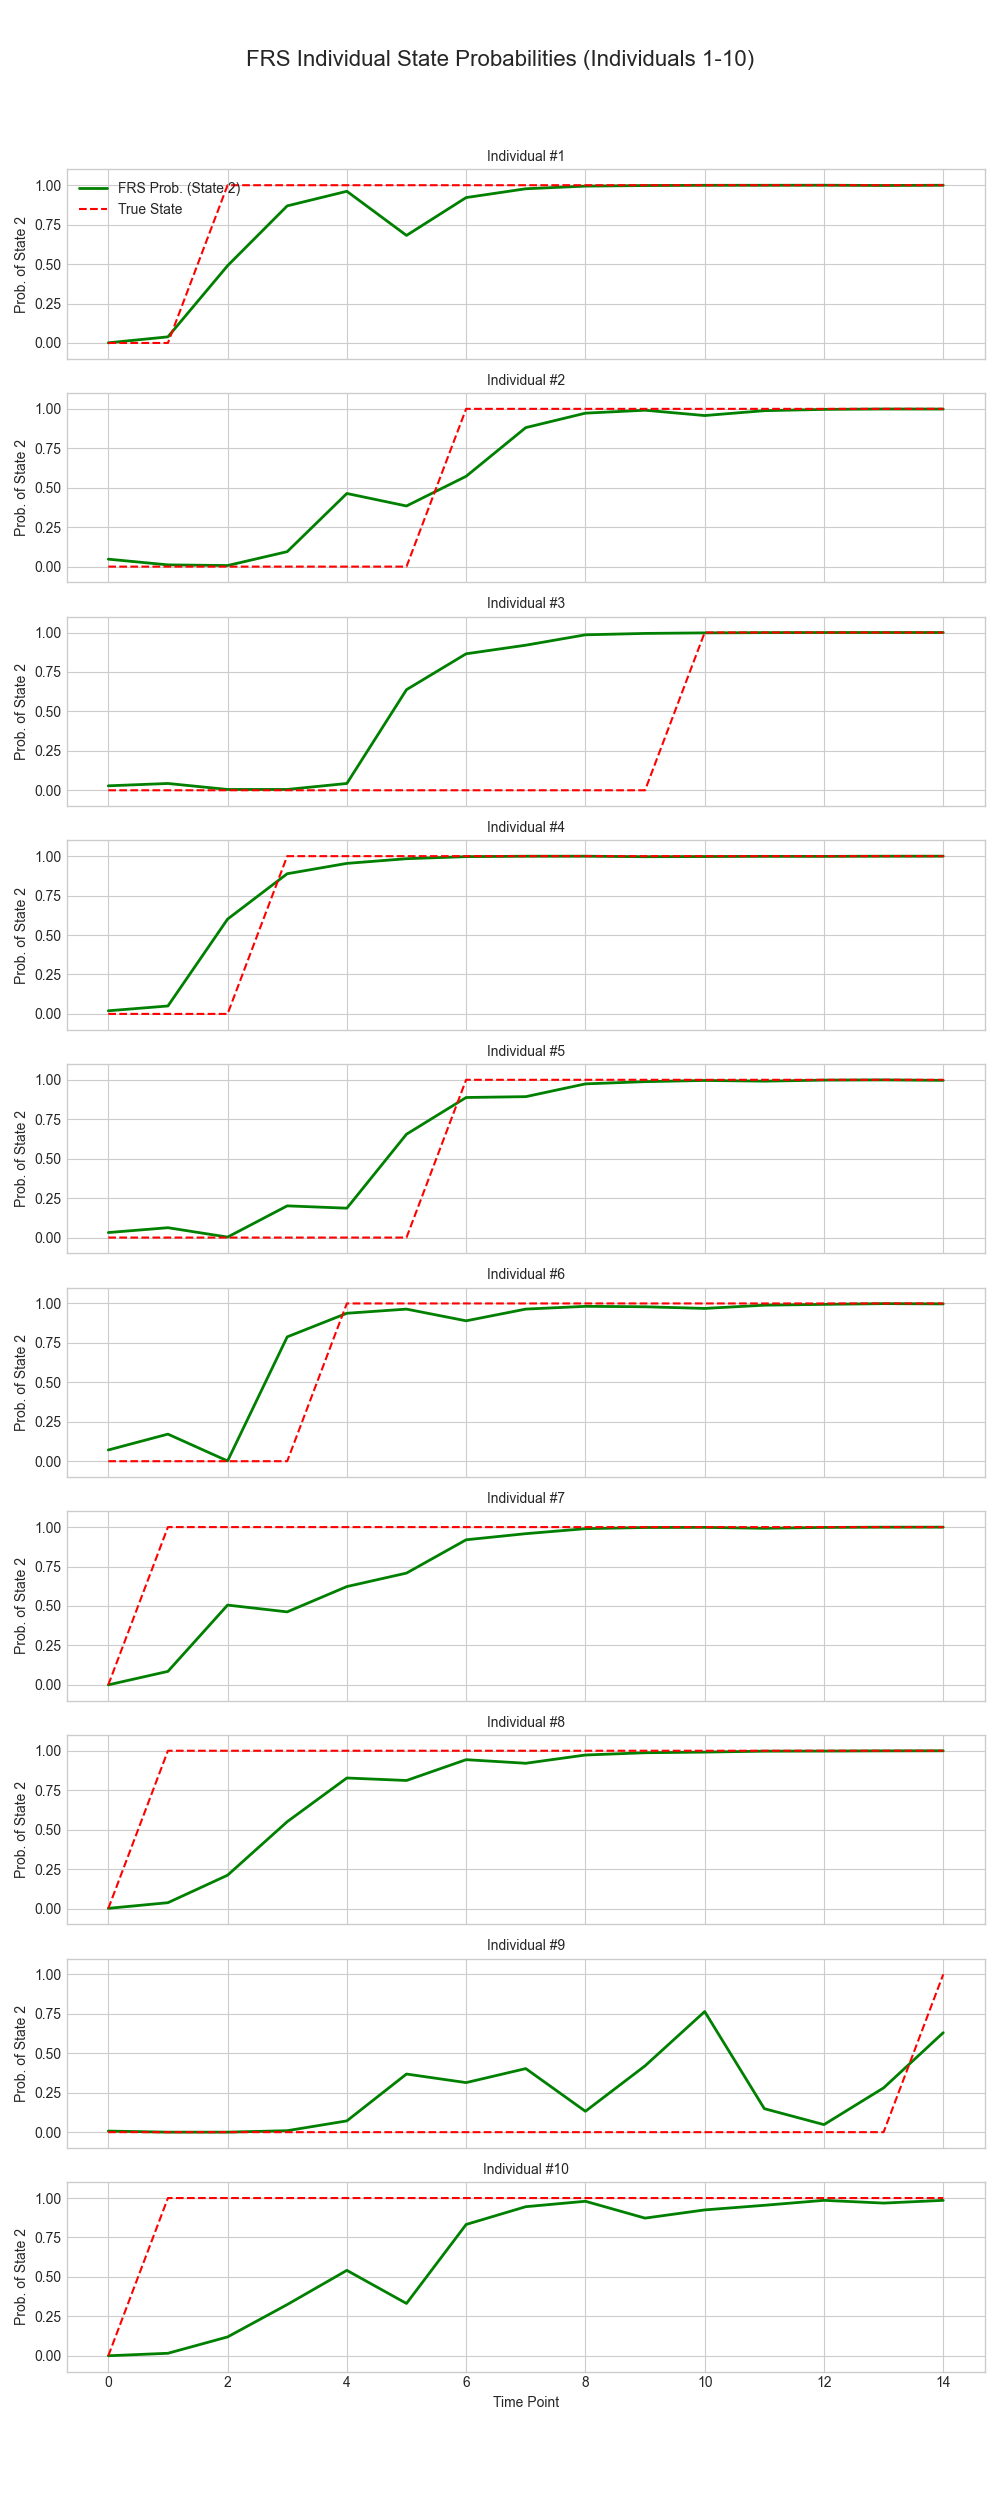 FRS Individual State Probabilities (Individuals 1-10)
Individual #1
FRS Prob. (State 2)
True State
Prob. of State 2
1.00
0.75
0.50
0.25
0.00
Individual #2
Prob. of State 2
1.00
0.75
0.50
0.25
0.00
Individual #3
Prob. of State 2
1.00
0.75
0.50
0.25
0.00
Individual #4
Prob. of State 2
1.00
0.75
0.50
0.25
0.00
Individual #5
Prob. of State 2
1.00
0.75
0.50
0.25
0.00
Individual #6
Prob. of State 2
1.00
0.75
0.50
0.25
0.00
Individual #7
Prob. of State 2
1.00
0.75
0.50
0.25
0.00
Individual #8
Prob. of State 2
1.00
0.75
0.50
0.25
0.00
Individual #9
Prob. of State 2
1.00
0.75
0.50
0.25
0.00
Individual #10
Prob. of State 2
1.00
0.75
0.50
0.25
0.00
0 2 4 6 8 10 12 14
Time Point